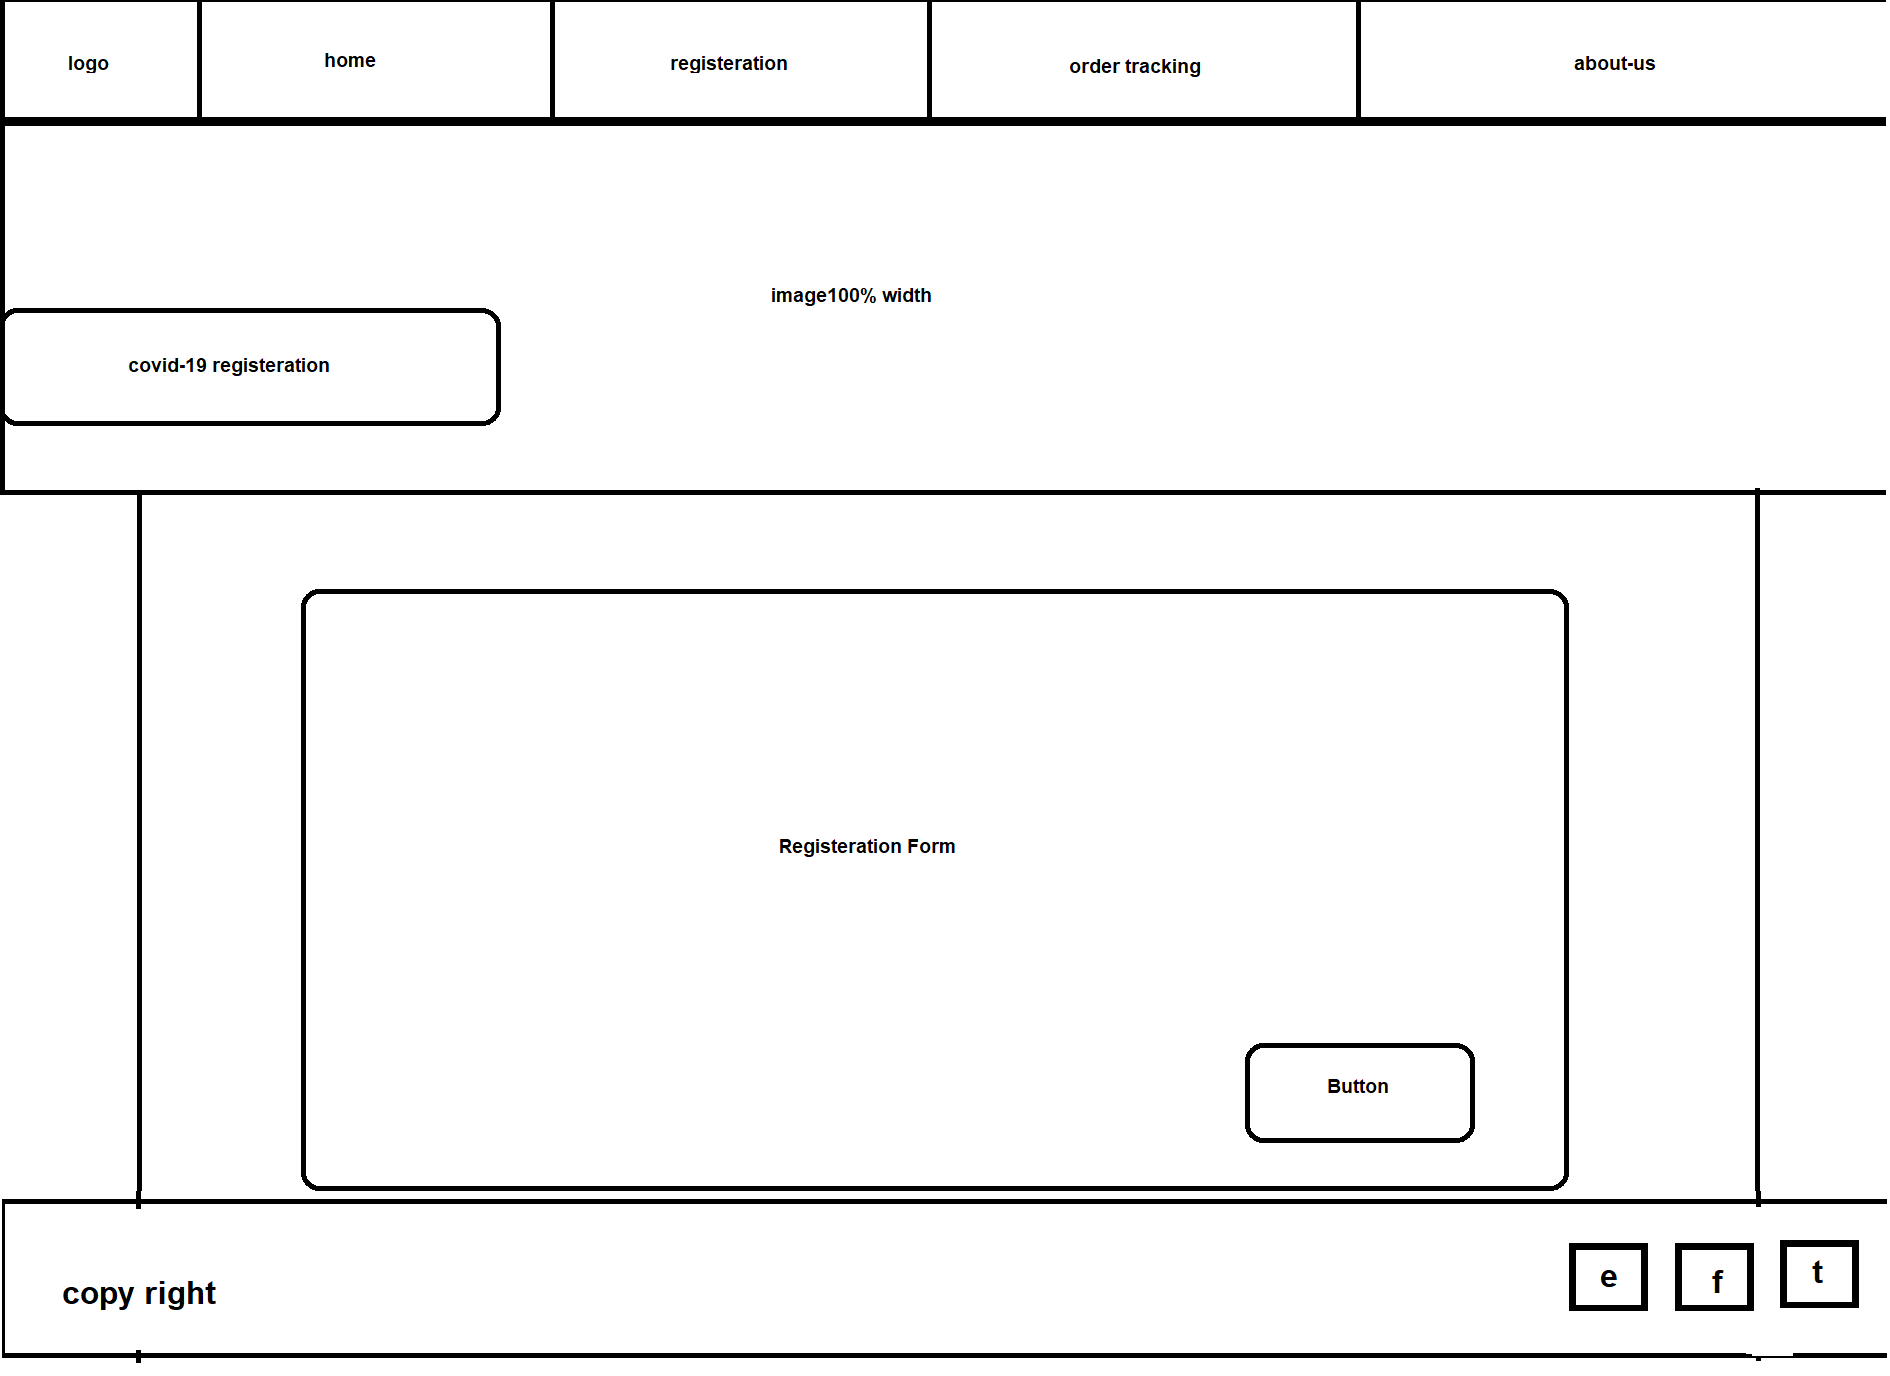 logo
home
registeration
order tracking
about-us
image100% width
covid-19 registeration
Registeration Form
Button
copy right
e
f
t